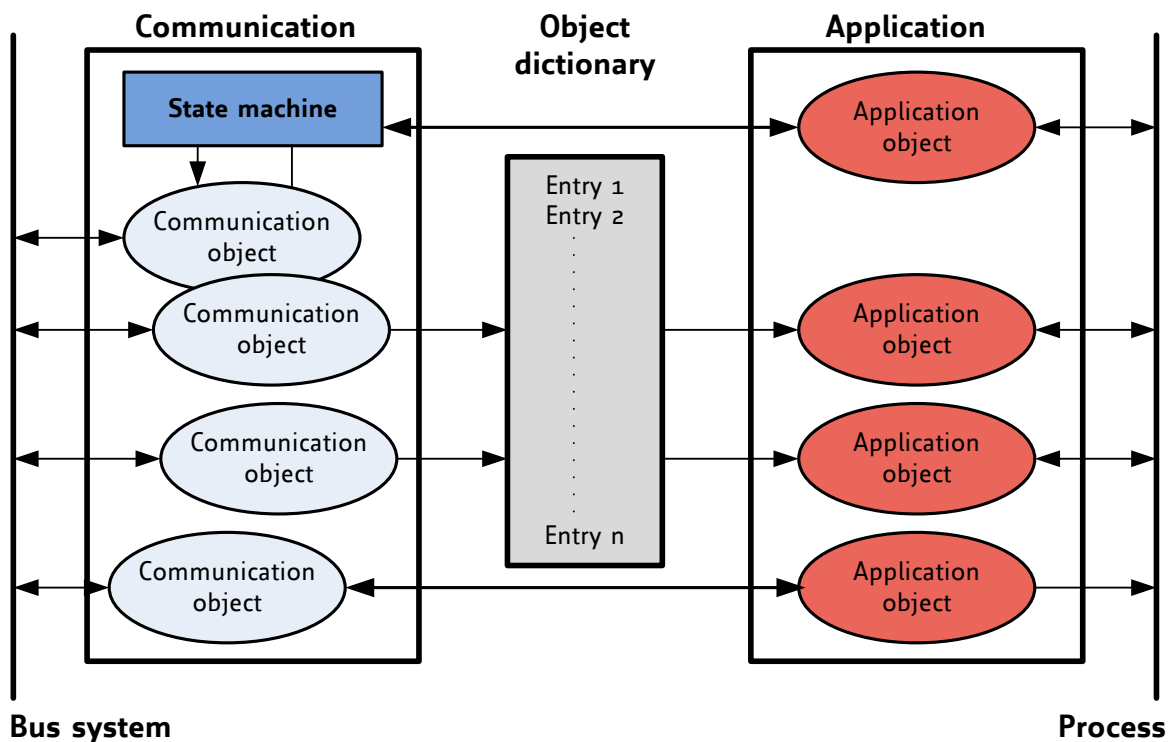 Communication
Object
dictionary
Application
State machine
Application
object
Entry 1
Entry 2
Communication
object
Communication
object
Application
object
Communication
object
Application
object
Entry n
Communication
object
Application
object
Bus system
Process